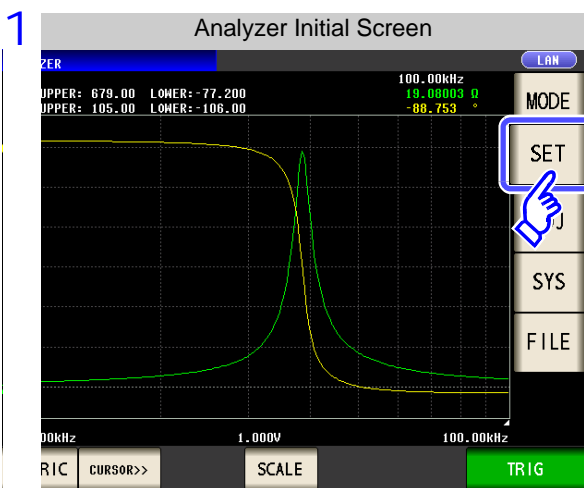 1
Analyzer Initial Screen
ZER
LAN
100.00kHz
UPPER: 679.00 LOWER:-77.200
19.08003 Ω
UPPER: 105.00 LOWER:-106.00
-88.753 °
MODE
SET
DJ
SYS
FILE
00kHz
1.000V
100.00kHz
RIC
CURSOR>>
SCALE
TRIG